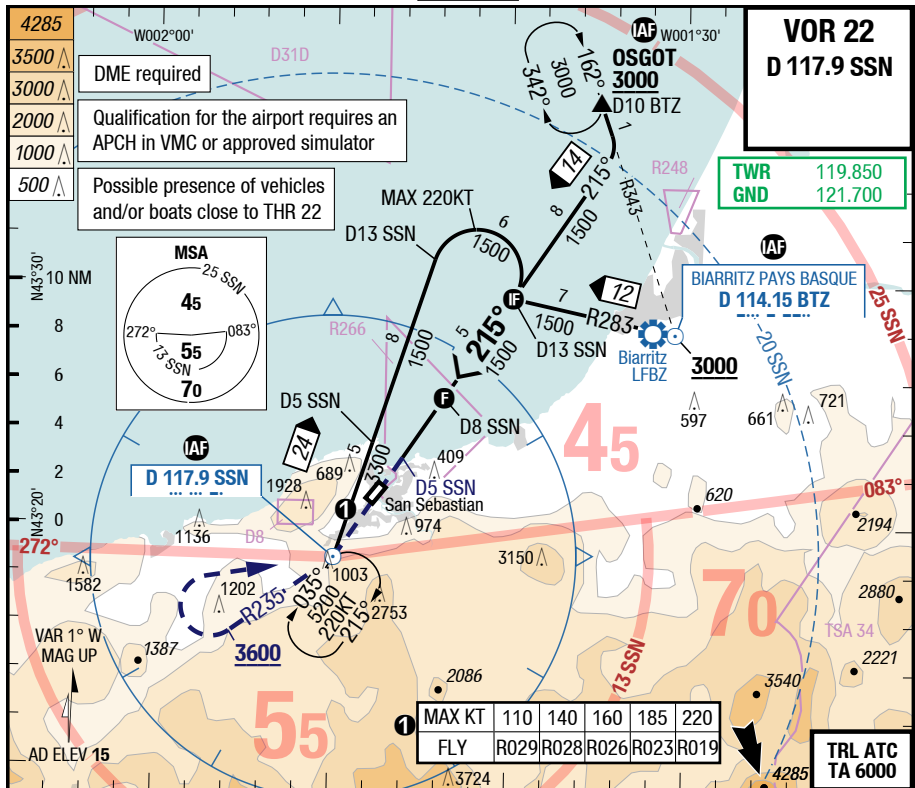 4285
3500
3000
2000
1000
500
DME required
Qualification for the airport requires an
APCH in VMC or approved simulator
Possible presence of vehicles
and/or boats close to THR 22
W002°00'
W001°30'
D31D
IAF
OSGOT
3000
D10 BTZ
162°
3000
342°
1
VOR 22
D 117.9 SSN
TWR 119.850
GND 121.700
R248
R343
14
215°
8
1500
MAX 220KT
6
1500
D13 SSN
MSA
25 SSN
45
272°
083°
13 SSN
55
70
N43°30'
10 NM
8
6
4
2
0
N43°20'
IAF
BIARRITZ PAYS BASQUE
D 114.15 BTZ
3000
Biarritz
LFBZ
IF
7
12
1500
R283
D13 SSN
25 SSN
20 SSN
R266
8
1500
5
215°
1500
F
D8 SSN
D5 SSN
24
5
3300
D5 SSN
San Sebastian
IAF
D 117.9 SSN
1928
689
409
974
D8
1
1136
597
661
721
45
620
083°
2194
272°
1582
1202
R235
3600
1003
035°
5200
220KT
215°
2753
3150
70
2880
TSA 34
2221
VAR 1° W
MAG UP
1387
AD ELEV 15
55
2086
13 SSN
3540
1
MAX KT 110 140 160 185 220
FLY R029 R028 R026 R023 R019
3724
4285
TRL ATC
TA 6000